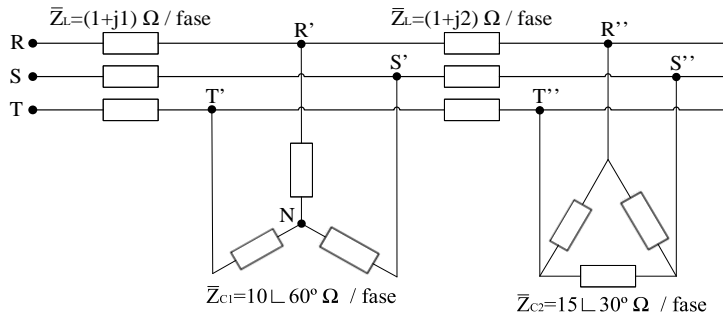 Z̅L=(1+j1) Ω / fase
Z̅L=(1+j2) Ω / fase
R
R'
R''
S
S'
S''
T
T'
T''
N
Z̅C1=10∟60º Ω / fase
Z̅C2=15∟30º Ω / fase